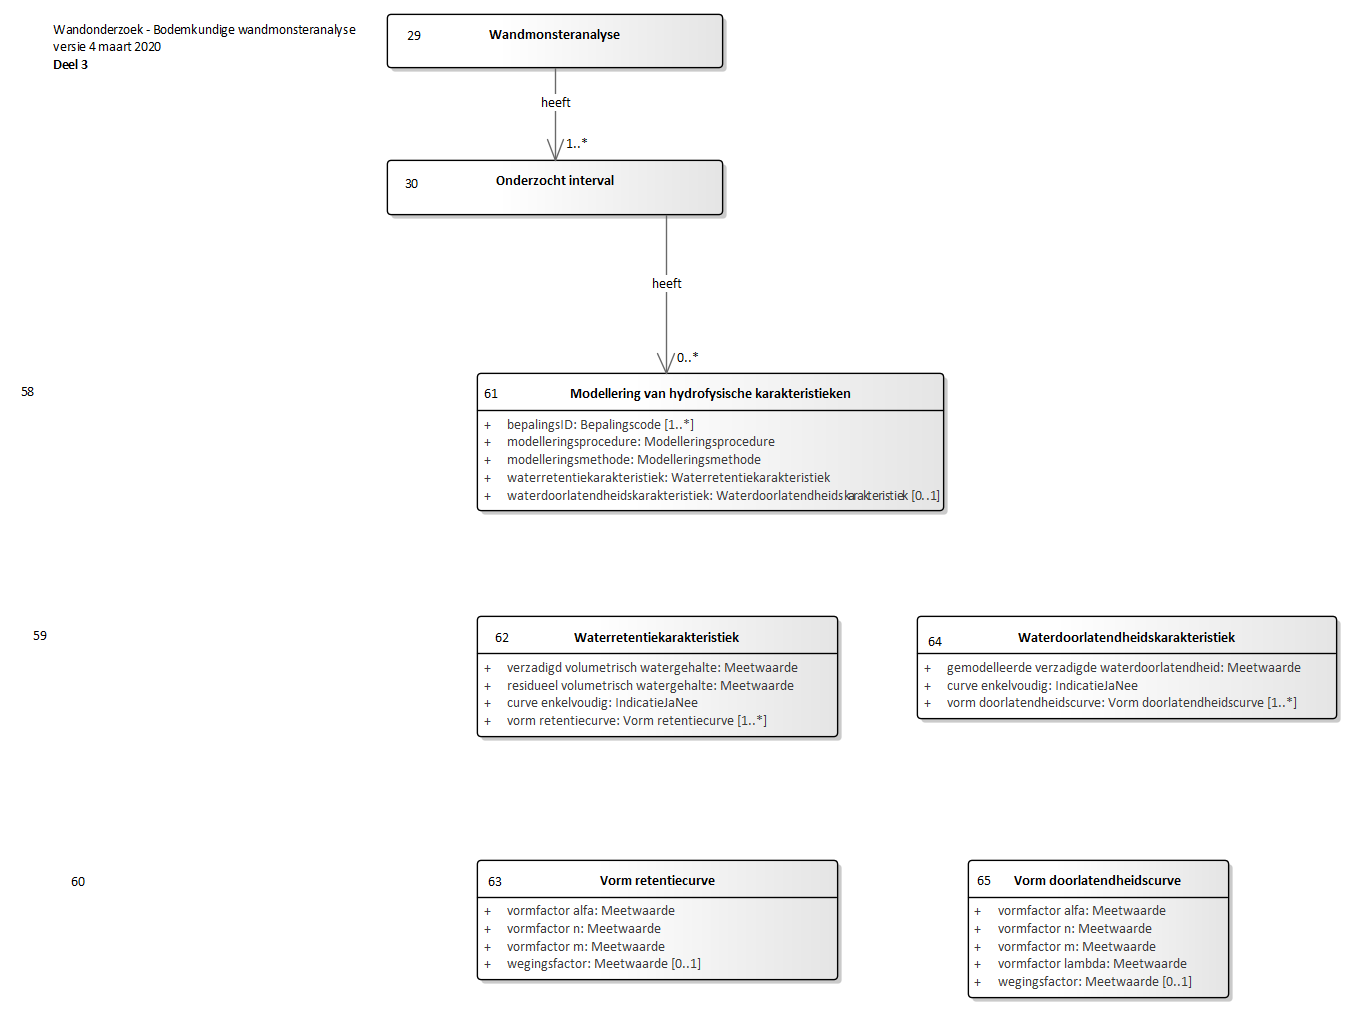 Wandonderzoek - Bodemkundige wandmonsteranalyse
versie 4 maart 2020
Deel 3
29 Wandmonsteranalyse
heeft
1..*
30 Onderzocht interval
heeft
0..*
58
61 Modellering van hydrofysische karakteristieken
+ bepalingsID: Bepalingscode [1..*]
+ modelleringsprocedure: Modelleringsprocedure
+ modelleringsmethode: Modelleringsmethode
+ waterretentiekarakteristiek: Waterretentiekarakteristiek
+ waterdoorlatendheidskarakteristiek: Waterdoorlatendheidskarakteristiek [0..1]
59
62 Waterretentiekarakteristiek
+ verzadigd volumetrisch watergehalte: Meetwaarde
+ residueel volumetrisch watergehalte: Meetwaarde
+ curve enkelvoudig: IndicatieJaNee
+ vorm retentiecurve: Vorm retentiecurve [1..*]
64 Waterdoorlatendheidskarakteristiek
+ gemodelleerde verzadigde waterdoorlatendheid: Meetwaarde
+ curve enkelvoudig: IndicatieJaNee
+ vorm doorlatendheidscurve: Vorm doorlatendheidscurve [1..*]
60
63 Vorm retentiecurve
+ vormfactor alfa: Meetwaarde
+ vormfactor n: Meetwaarde
+ vormfactor m: Meetwaarde
+ wegingsfactor: Meetwaarde [0..1]
65 Vorm doorlatendheidscurve
+ vormfactor alfa: Meetwaarde
+ vormfactor n: Meetwaarde
+ vormfactor m: Meetwaarde
+ vormfactor lambda: Meetwaarde
+ wegingsfactor: Meetwaarde [0..1]